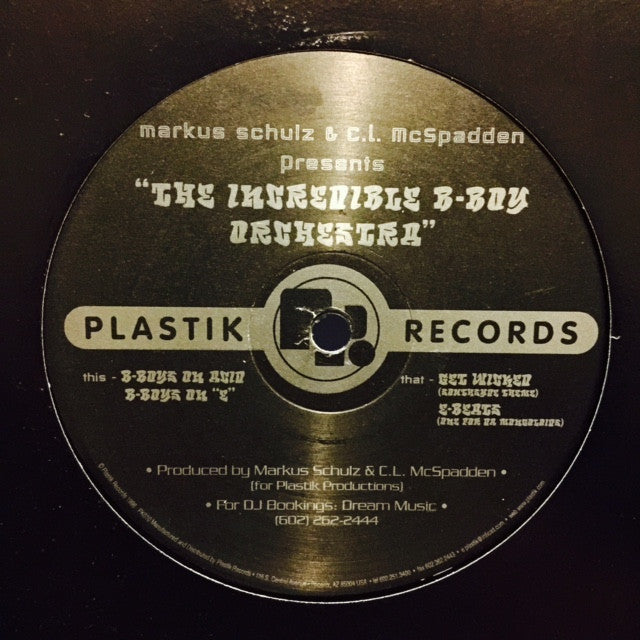 markus schulz & C.L. McSpadden
Presents
"THE INCREDIBLE B-BOY
ORCHESTRA"
PLASTIK RECORDS
this - B-BOYS ON ACID
B-BOYS ON "E"
that - GET WICKED
E-BEATS
• Produced by Markus Schulz & C.L. McSpadden •
(for Plastik Productions)
• For DJ Bookings: Dream Music •
(602) 262-2444